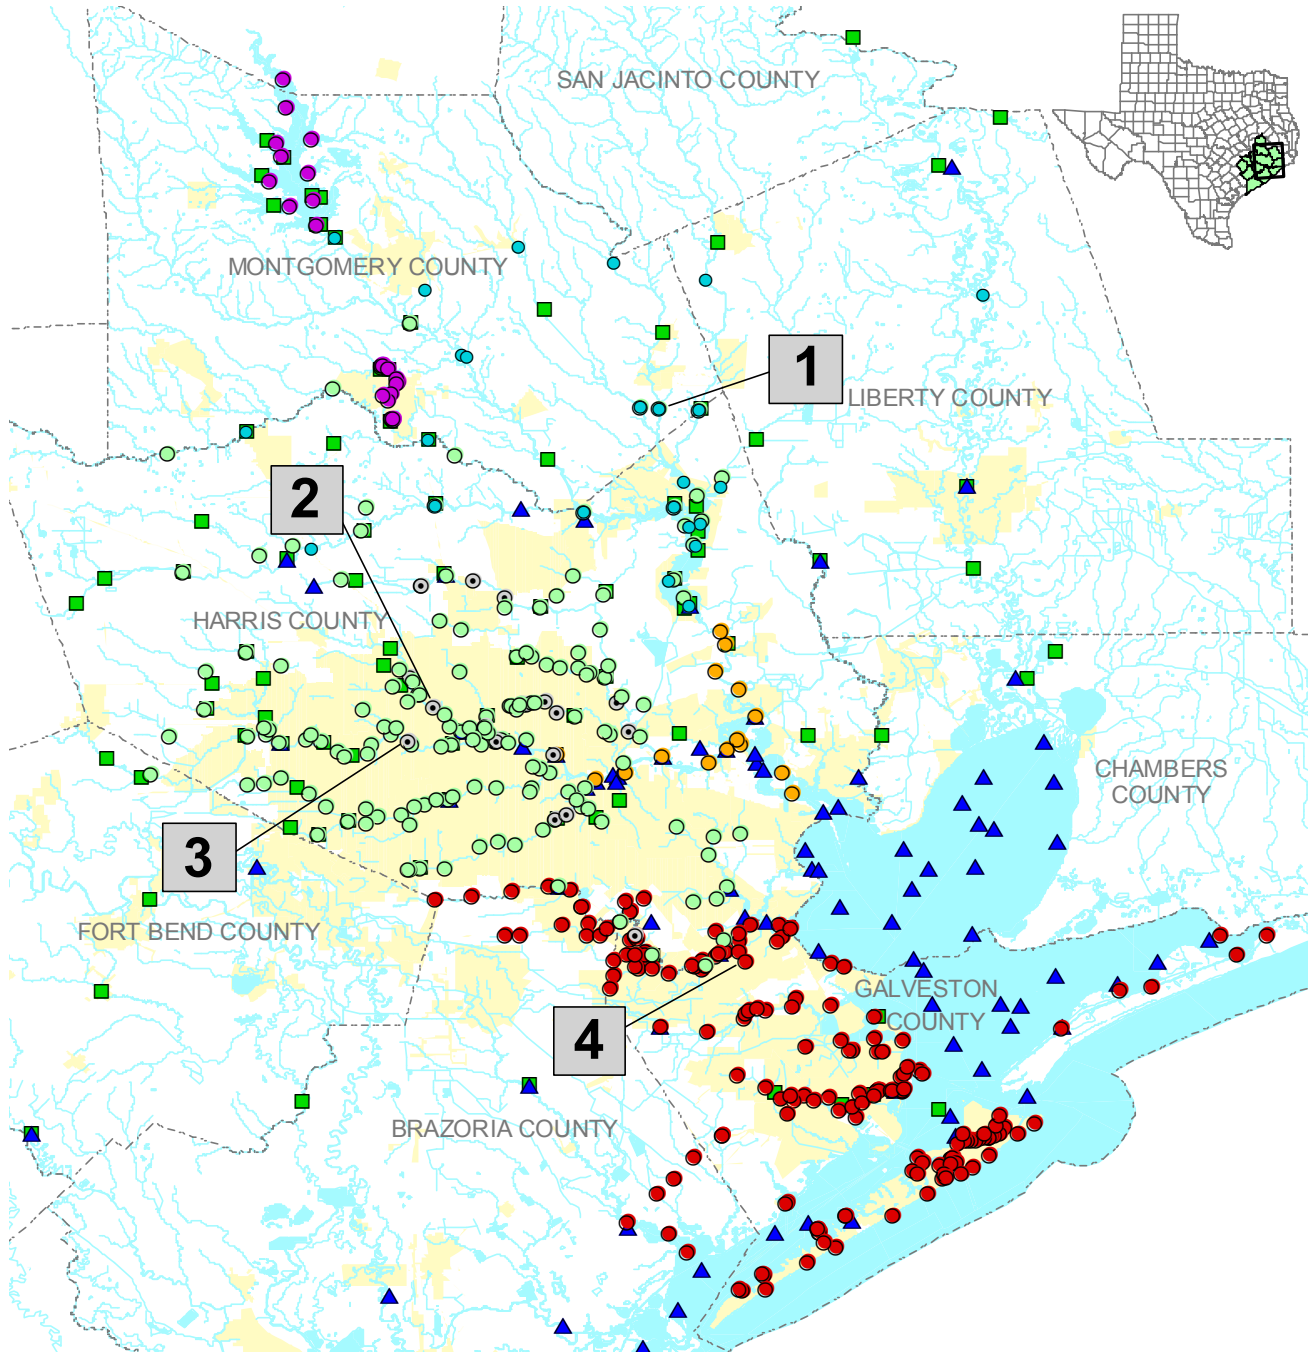 SAN JACINTO COUNTY
MONTGOMERY COUNTY
1
LIBERTY COUNTY
2
HARRIS COUNTY
CHAMBERS
COUNTY
3
FORT BEND COUNTY
GALVESTON
COUNTY
4
BRAZORIA COUNTY